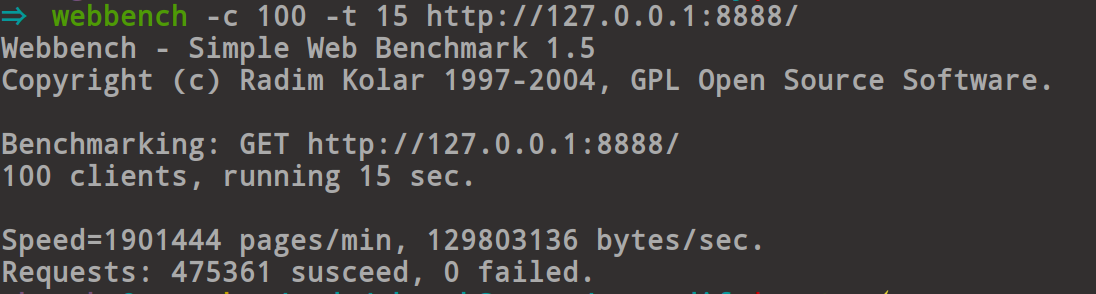 ⇒ webbench -c 100 -t 15 http://127.0.0.1:8888/
Webbench - Simple Web Benchmark 1.5
Copyright (c) Radim Kolar 1997-2004, GPL Open Source Software.
Benchmarking: GET http://127.0.0.1:8888/
100 clients, running 15 sec.
Speed=1901444 pages/min, 129803136 bytes/sec.
Requests: 475361 susceed, 0 failed.